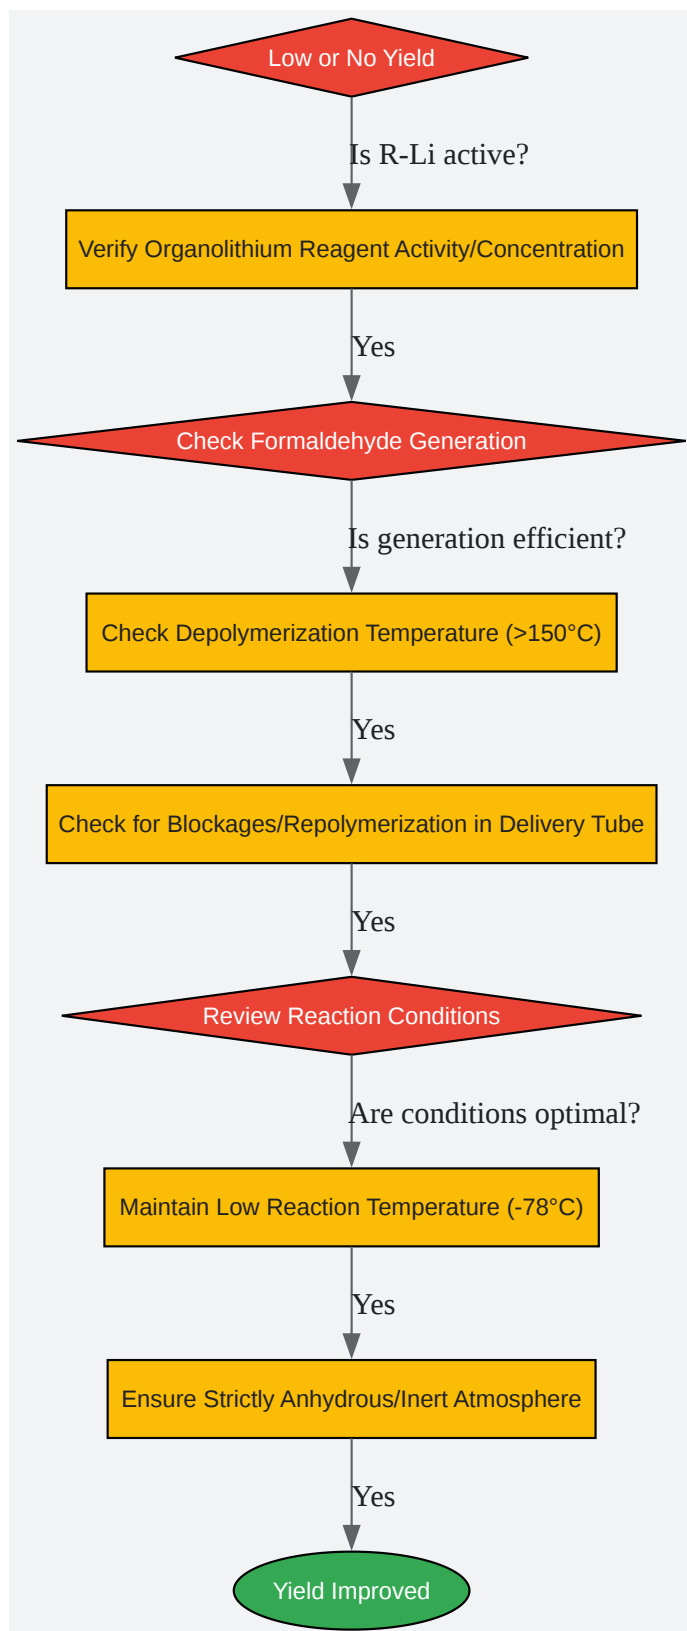 Low or No Yield
Is R-Li active?
Verify Organolithium Reagent Activity/Concentration
Yes
Check Formaldehyde Generation
Is generation efficient?
Check Depolymerization Temperature (>150°C)
Yes
Check for Blockages/Repolymerization in Delivery Tube
Yes
Review Reaction Conditions
Are conditions optimal?
Maintain Low Reaction Temperature (-78°C)
Yes
Ensure Strictly Anhydrous/Inert Atmosphere
Yes
Yield Improved